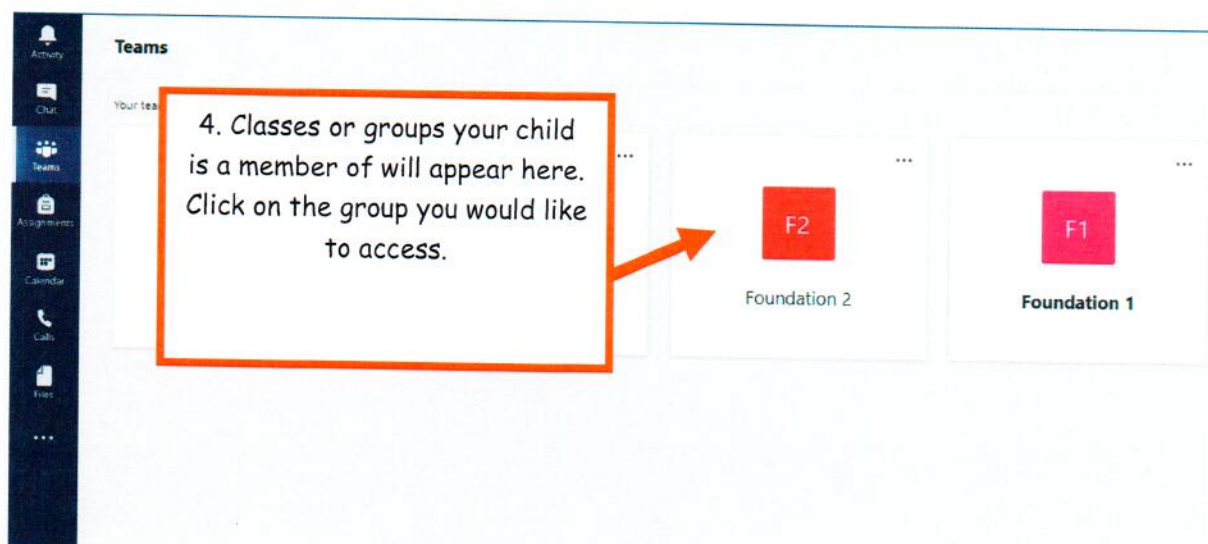 Activity
Teams
Chat
Your tea
Teams
4. Classes or groups your child
is a member of will appear here.
Click on the group you would like
to access.
...
...
...
Assignments
F2
F1
Calendar
Foundation 2
Foundation 1
Calls
Files
...